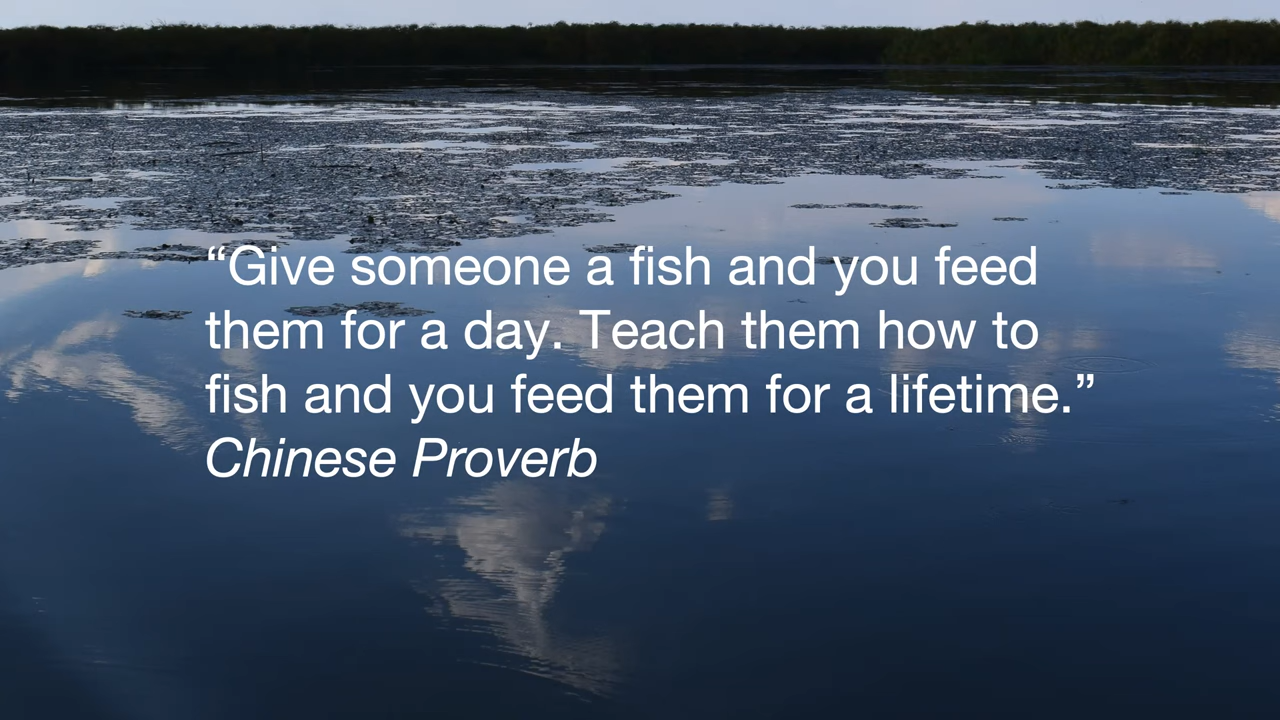 “Give someone a fish and you feed
them for a day. Teach them how to
fish and you feed them for a lifetime.”
Chinese Proverb